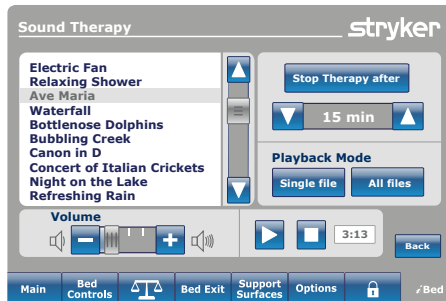 Sound Therapy
stryker
Electric Fan
Relaxing Shower
Ave Maria
Waterfall
Bottlenose Dolphins
Bubbling Creek
Canon in D
Concert of Italian Crickets
Night on the Lake
Refreshing Rain
Stop Therapy after
15 min
Playback Mode
Single file
All files
Volume
3:13
Back
Main
Bed
Controls
Bed Exit
Support
Surfaces
Options
iBed